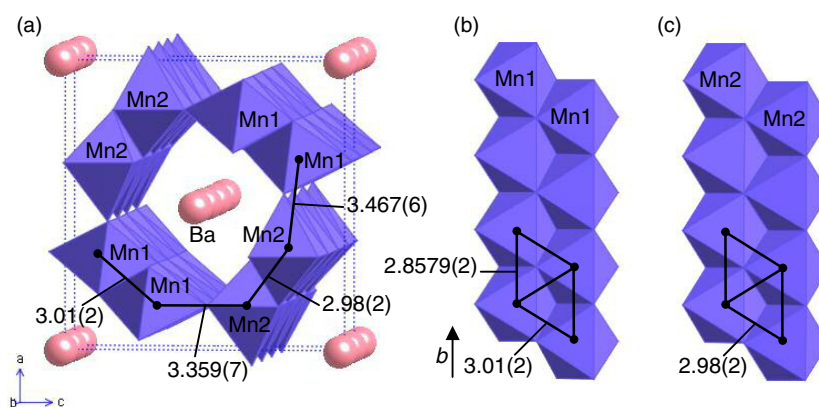 (a)
Mn2
Mn1
Mn2
Mn1
3.467(6)
Ba
Mn2
Mn1
Mn1
3.01(2)
2.98(2)
Mn2
3.359(7)
a
b
c
(b)
Mn1
Mn1
2.8579(2)
b
3.01(2)
(c)
Mn2
Mn2
2.98(2)